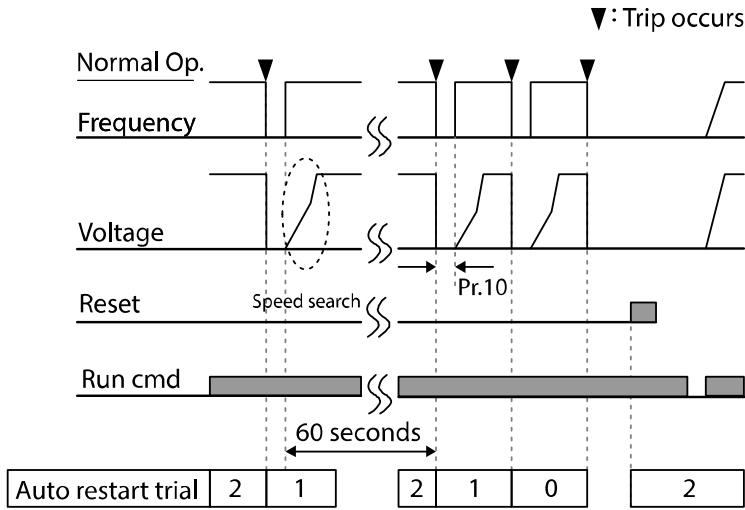 ▼: Trip occurs
Normal Op.
Frequency
Voltage
Pr.10
Reset
Speed search
Run cmd
60 seconds
Auto restart trial 2 1 2 1 0 2